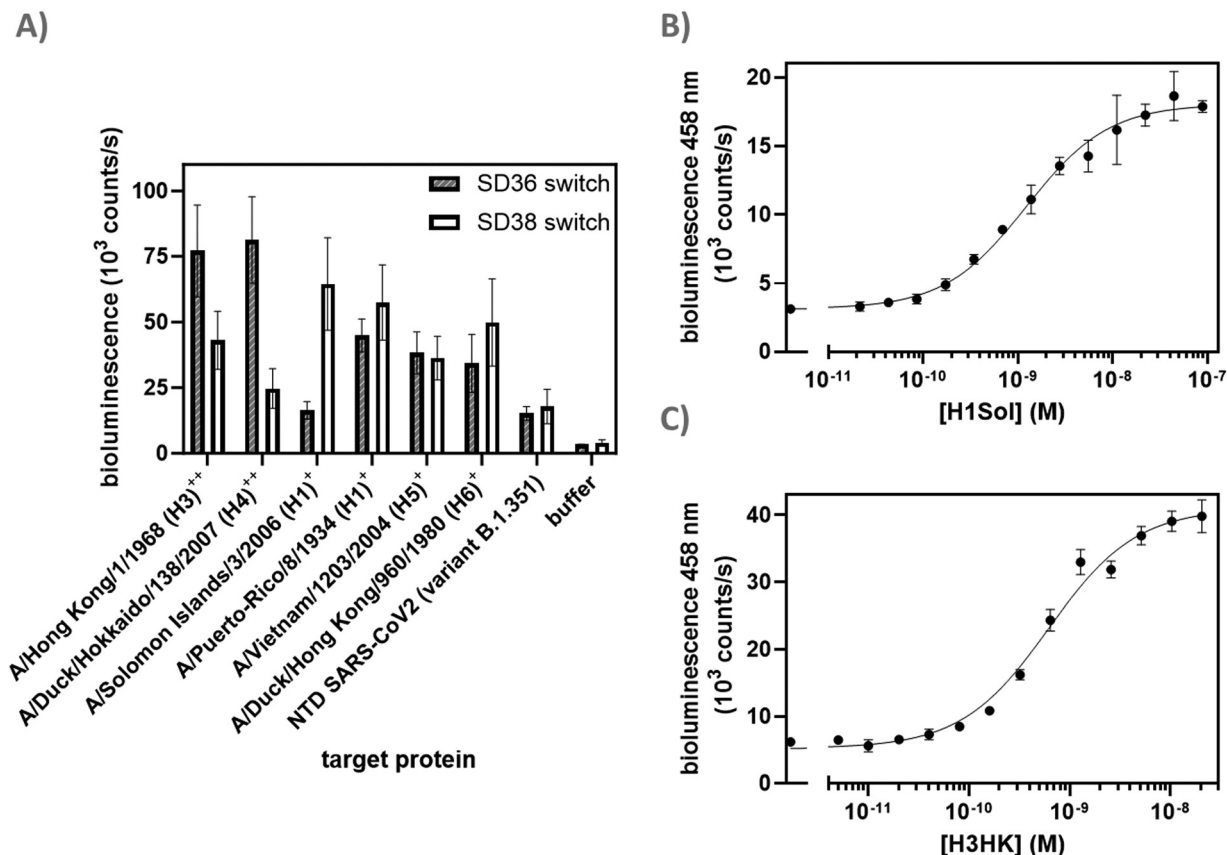 A)
bioluminescence (10³ counts/s)
100
75
50
25
0
SD36 switch
SD38 switch
A/Hong Kong/1/1968 (H3)⁺⁺
A/Duck/Hokkaido/138/2007 (H4)⁺⁺
A/Solomon Islands/3/2006 (H1)⁺
A/Puerto-Rico/8/1934 (H1)⁺
A/Vietnam/1203/2004 (H5)⁺
A/Duck/Hong Kong/960/1980 (H6)⁺
NTD SARS-CoV2 (variant B.1.351)
buffer
target protein
B)
bioluminescence 458 nm
(10³ counts/s)
20
15
10
5
0
10⁻¹¹ 10⁻¹⁰ 10⁻⁹ 10⁻⁸ 10⁻⁷
[H1Sol] (M)
C)
bioluminescence 458 nm
(10³ counts/s)
40
30
20
10
0
10⁻¹¹ 10⁻¹⁰ 10⁻⁹ 10⁻⁸
[H3HK] (M)